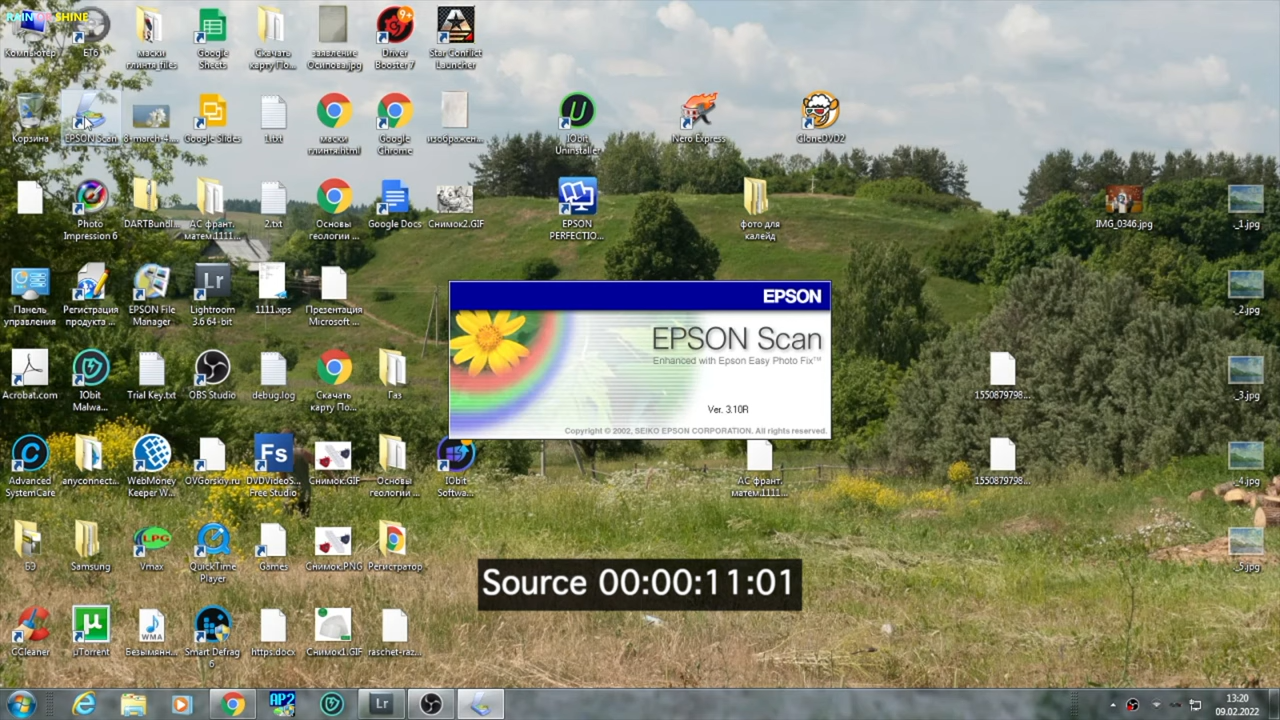 RAIN OR SHINE
Компьютер
ET6
маски
глинта_files
Google
Sheets
Скачать
карту По...
заявление
Осипова.jpg
Driver
Booster 7
Star Conflict
Launcher
Корзина
EPSON Scan
8-march-4....
Google Slides
1.txt
маски
глинта.html
Google
Chrome
изображен...
IObit
Uninstaller
Nero Express
CloneDVD2
Photo
Impression 6
DARTBundl...
АС франт.
матем.1111...
2.txt
Основы
геологии ...
Google Docs
Снимок2.GIF
EPSON
PERFECTIO...
фото для
калейд
IMG_0346.jpg
_1.jpg
Панель
управления
Регистрация
продукта ...
EPSON File
Manager
Lightroom
3.6 64-bit
1111.xps
Презентация
Microsoft ...
_2.jpg
EPSON
EPSON Scan
Enhanced with Epson Easy Photo Fix™
Ver. 3.10R
Copyright © 2002, SEIKO EPSON CORPORATION. All rights reserved.
Acrobat.com
IObit
Malwa...
Trial Key.txt
OBS Studio
debug.log
Скачать
карту По...
Газ
1550879798...
_3.jpg
Advanced
SystemCare
anyconnect...
WebMoney
Keeper W...
OVGorskiy.ru
DVDVideoS...
Free Studio
Снимок.GIF
Основы
геологии ...
IObit
Softwa...
АС франт.
матем.1111...
1550879798...
_4.jpg
БЭ
Samsung
Vmax
QuickTime
Player
Games
Снимок.PNG
Регистратор
_5.jpg
Source 00:00:11:01
CCleaner
µTorrent
WMA
Безымянн...
Smart Defrag
6
https.docx
Снимок1.GIF
raschet-raz...
AP2
Lr
13:20
09.02.2022